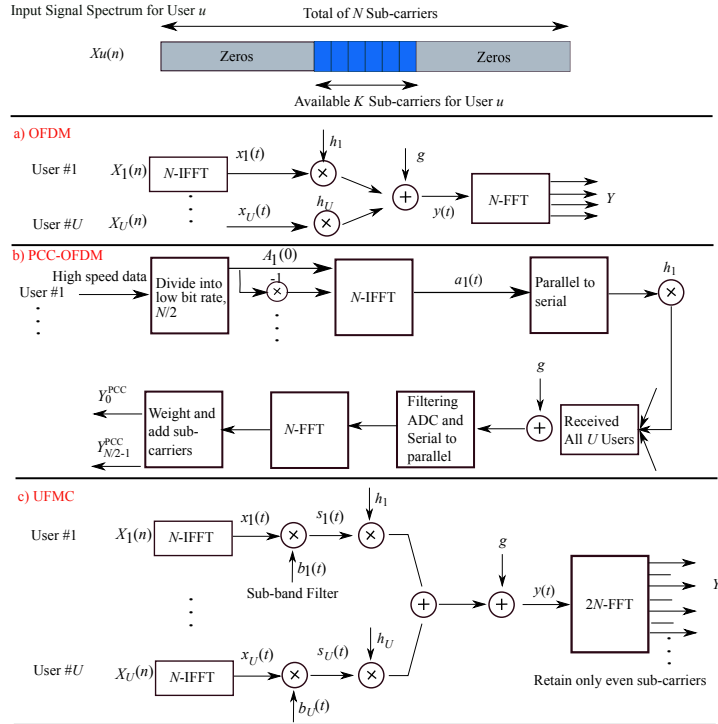 Input Signal Spectrum for User u
Total of N Sub-carriers
Xu(n)
Zeros
Zeros
Available K Sub-carriers for User u
a) OFDM
h1
g
User #1
X1(n)
N-IFFT
x1(t)
×
+
y(t)
N-FFT
Y
User #U
XU(n)
xU(t)
hU
×
b) PCC-OFDM
High speed data
User #1
Divide into
low bit rate,
N/2
A1(0)
-1
×
N-IFFT
a1(t)
Parallel to
serial
h1
×
Y0PCC
YN/2-1PCC
Weight and
add sub-
carriers
N-FFT
Filtering
ADC and
Serial to
parallel
g
+
Received
All U Users
c) UFMC
User #1
X1(n)
N-IFFT
x1(t)
×
s1(t)
h1
×
b1(t)
Sub-band Filter
+
g
+
y(t)
2N-FFT
Y
User #U
XU(n)
N-IFFT
xU(t)
×
sU(t)
hU
×
bU(t)
Retain only even sub-carriers